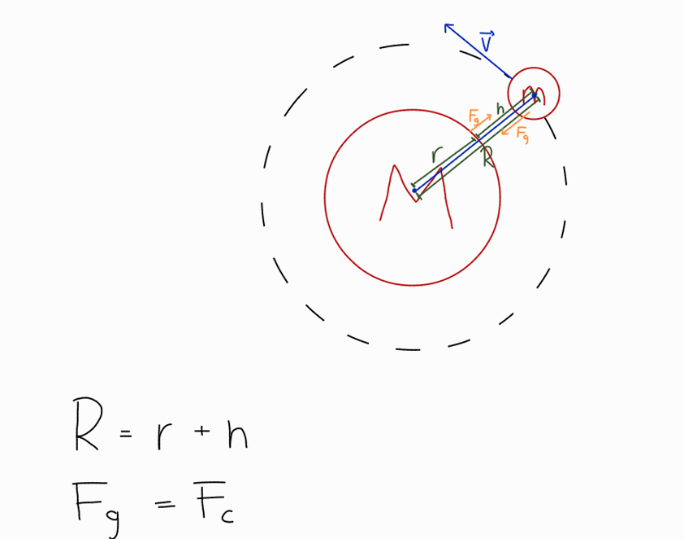 V
m
h
Fg
Fg
r
R
M
R = r + h
Fg = Fc